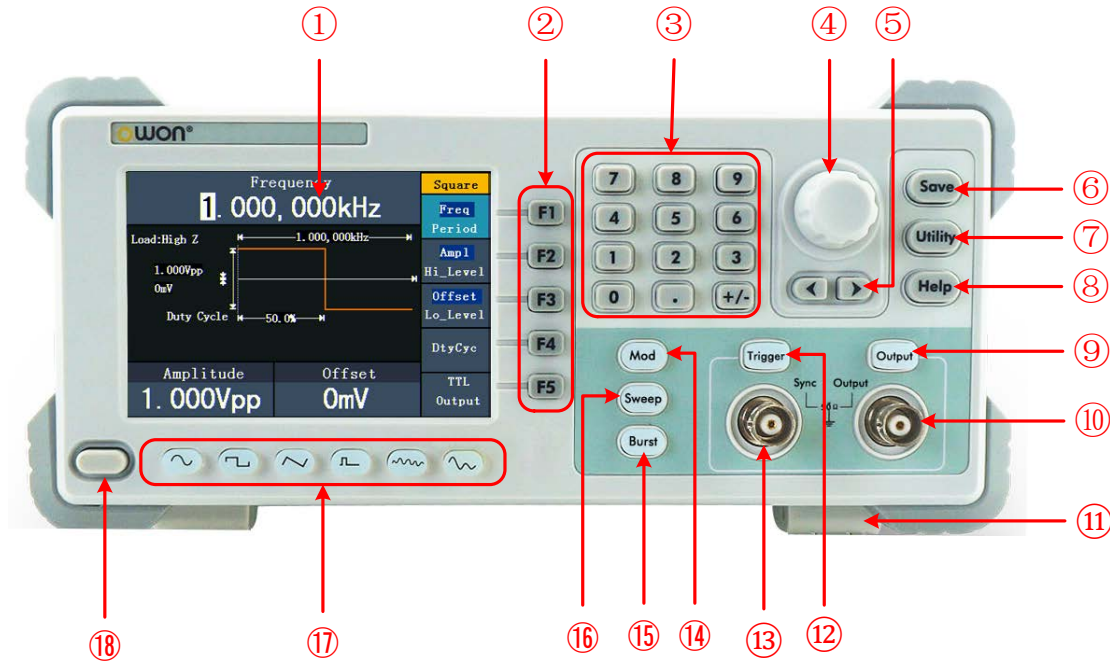 ① ② ③ ④ ⑤
owon®
Frequency
1.000,000kHz
Load:High Z
1.000,000kHz
1.000Vpp
0mV
Duty Cycle
50.0%
Amplitude
1.000Vpp
Offset
0mV
Square
Freq
Period
Ampl
Hi_Level
Offset
Lo_Level
DtyCyc
TTL
Output
F1
F2
F3
F4
F5
7 8 9
4 5 6
1 2 3
0 . +/-
Save
Utility
Help
⑥
⑦
⑧
Mod
Sweep
Burst
Trigger
Output
Sync Output
50Ω
⑨
⑩
⑪
⑱ ⑰ ⑯ ⑮ ⑭ ⑬ ⑫